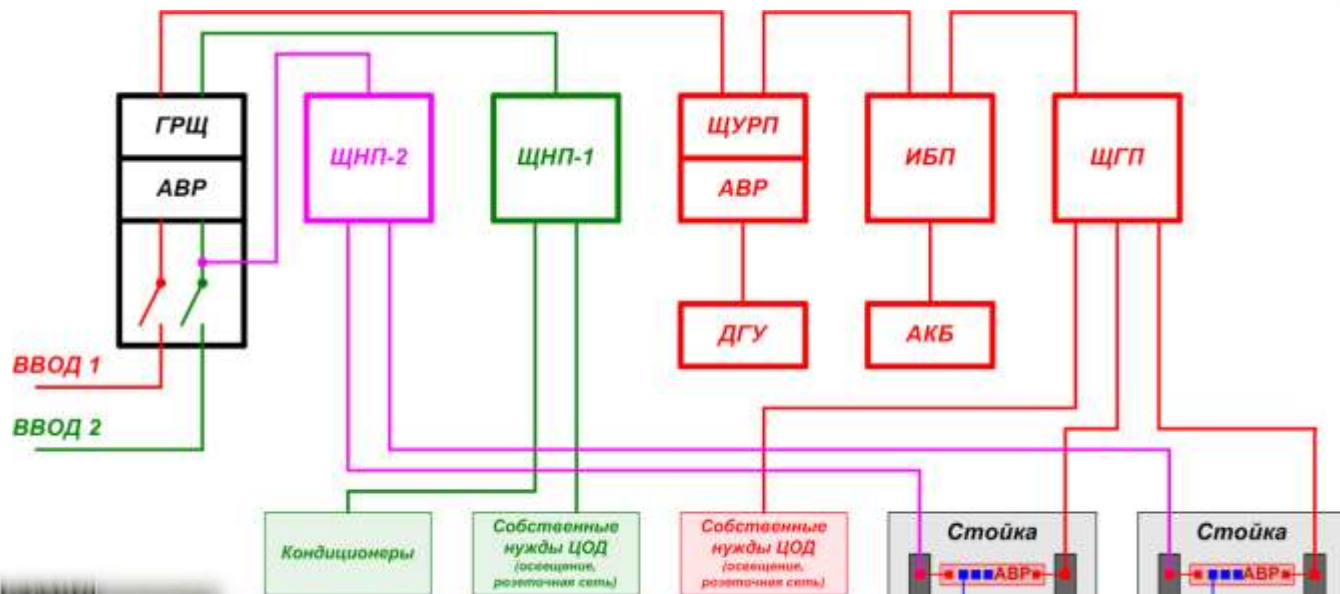 ГРЩ
АВР
ЩНП-2
ЩНП-1
ЩУРП
АВР
ИБП
ЩГП
ДГУ
АКБ
ВВОД 1
ВВОД 2
Кондиционеры
Собственные
нужды ЦОД
(освещение,
розеточная сеть)
Собственные
нужды ЦОД
(освещение,
розеточная сеть)
Стойка
АВР
Стойка
АВР